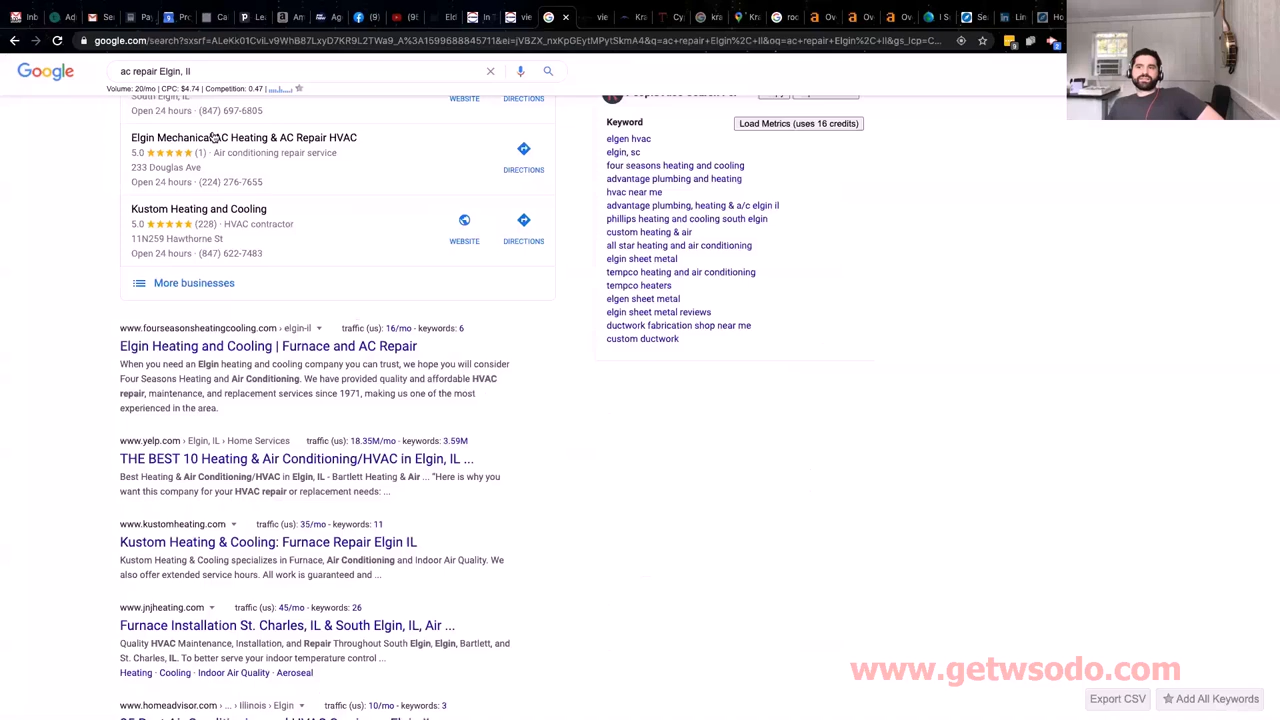 google.com/search?sxsrf=ALeKk01CviLv9WhB87LxyD7KR9L2TWa9_A%3A1599688845711&ei=jVBZX_nxKpGEytMPytSkmA4&q=ac+repair+Elgin%2C+Il&oq=ac+repair+Elgin%2C+Il&gs_lcp=C...
Google
ac repair Elgin, Il
Volume: 20/mo | CPC: $4.74 | Competition: 0.47 |
South Elgin, IL
Open 24 hours · (847) 697-6805
WEBSITE
DIRECTIONS
Elgin Mechanical AC Heating & AC Repair HVAC
5.0 (1) · Air conditioning repair service
233 Douglas Ave
Open 24 hours · (224) 276-7655
DIRECTIONS
Kustom Heating and Cooling
5.0 (228) · HVAC contractor
11N259 Hawthorne St
Open 24 hours · (847) 622-7483
WEBSITE
DIRECTIONS
More businesses
www.fourseasonsheatingcooling.com › elgin-il traffic (us): 16/mo - keywords: 6
Elgin Heating and Cooling | Furnace and AC Repair
When you need an Elgin heating and cooling company you can trust, we hope you will consider
Four Seasons Heating and Air Conditioning. We have provided quality and affordable HVAC
repair, maintenance, and replacement services since 1971, making us one of the most
experienced in the area.
www.yelp.com › Elgin, IL › Home Services traffic (us): 18.35M/mo - keywords: 3.59M
THE BEST 10 Heating & Air Conditioning/HVAC in Elgin, IL ...
Best Heating & Air Conditioning/HVAC in Elgin, IL - Bartlett Heating & Air ... "Here is why you
want this company for your HVAC repair or replacement needs: ...
www.kustomheating.com traffic (us): 35/mo - keywords: 11
Kustom Heating & Cooling: Furnace Repair Elgin IL
Kustom Heating & Cooling specializes in Furnace, Air Conditioning and Indoor Air Quality. We
also offer extended service hours. All work is guaranteed and ...
www.jnjheating.com traffic (us): 45/mo - keywords: 26
Furnace Installation St. Charles, IL & South Elgin, IL, Air ...
Quality HVAC Maintenance, Installation, and Repair Throughout South Elgin, Elgin, Bartlett, and
St. Charles, IL. To better serve your indoor temperature control ...
Heating · Cooling · Indoor Air Quality · Aeroseal
www.homeadvisor.com › ... › Illinois › Elgin traffic (us): 10/mo - keywords: 3
Keyword
Load Metrics (uses 16 credits)
elgen hvac
elgin, sc
four seasons heating and cooling
advantage plumbing and heating
hvac near me
advantage plumbing, heating & a/c elgin il
phillips heating and cooling south elgin
custom heating & air
all star heating and air conditioning
elgin sheet metal
tempco heating and air conditioning
tempco heaters
elgen sheet metal
elgin sheet metal reviews
ductwork fabrication shop near me
custom ductwork
www.getwsodo.com
Export CSV
Add All Keywords